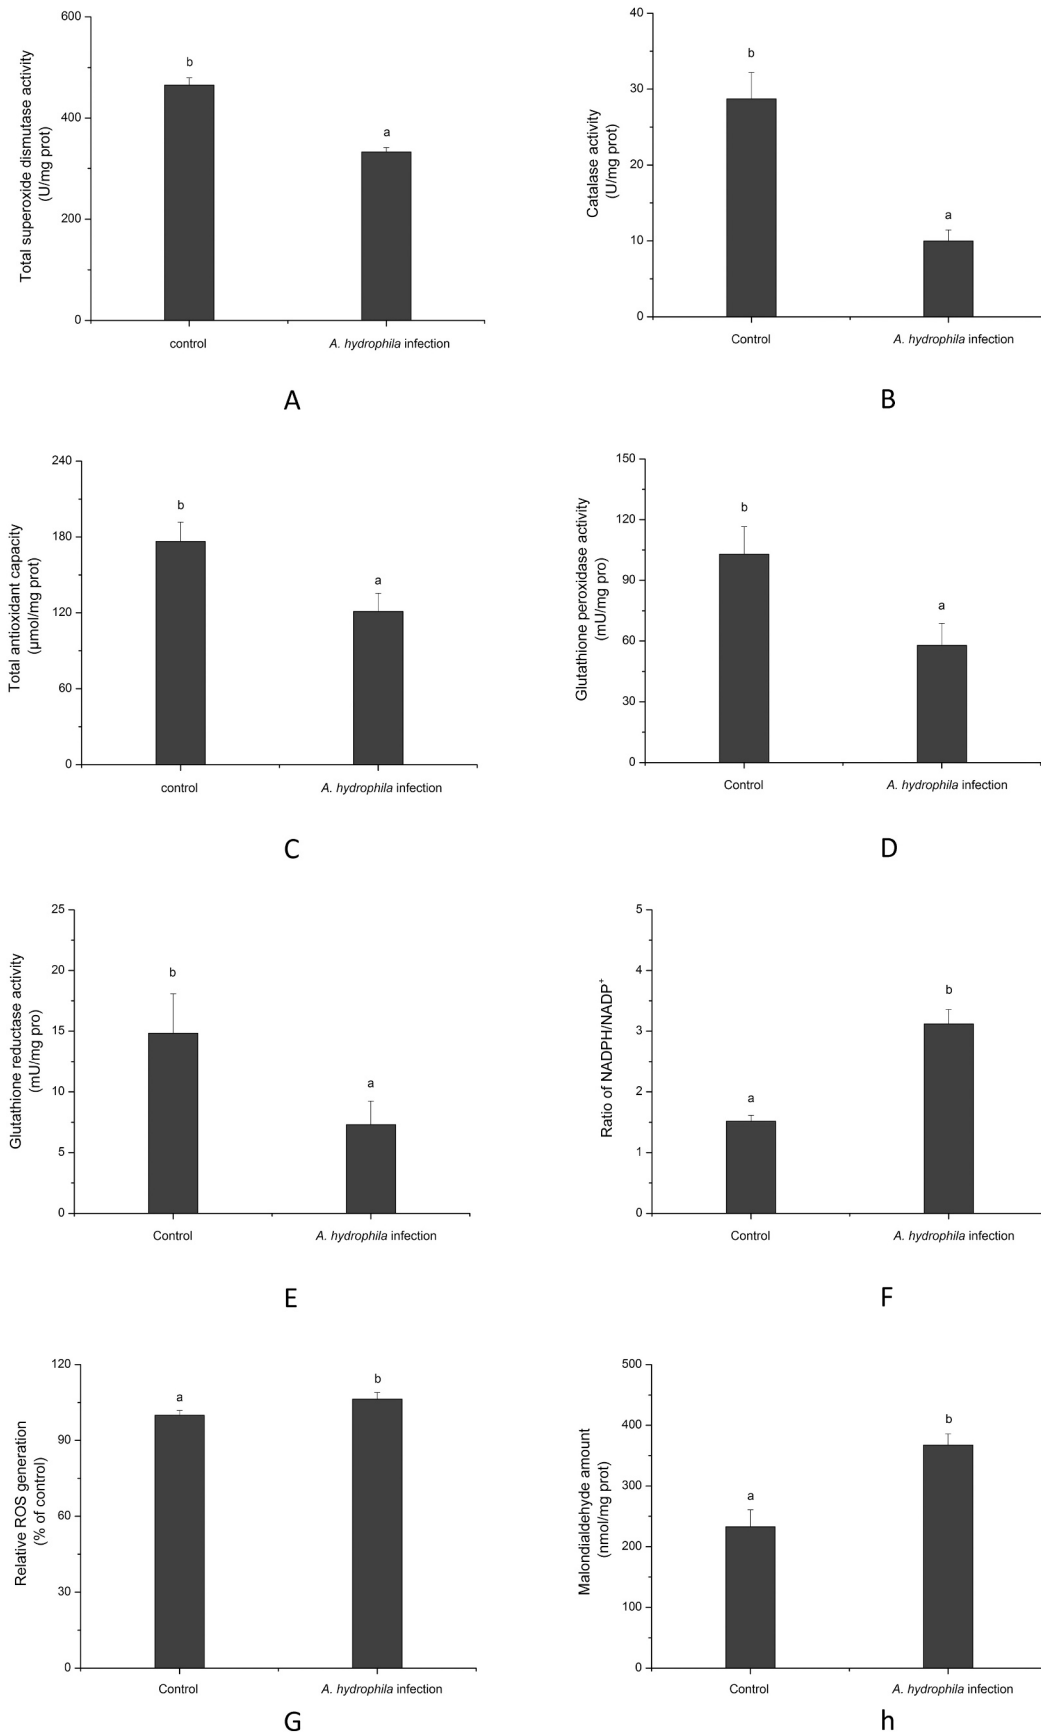 Total superoxide dismutase activity
(U/mg prot)
600
400
200
0
b
a
control
A. hydrophila infection
A
Catalase activity
(U/mg prot)
40
30
20
10
0
b
a
Control
A. hydrophila infection
B
Total antioxidant capacity
(μmol/mg prot)
240
180
120
60
0
b
a
control
A. hydrophila infection
C
Glutathione peroxidase activity
(mU/mg pro)
150
120
90
60
30
0
b
a
Control
A. hydrophila infection
D
Glutathione reductase activity
(mU/mg pro)
25
20
15
10
5
0
b
a
Control
A. hydrophila infection
E
Ratio of NADPH/NADP+
5
4
3
2
1
0
a
b
Control
A. hydrophila infection
F
Relative ROS generation
(% of control)
120
90
60
30
0
a
b
Control
A. hydrophila infection
G
Malondialdehyde amount
(nmol/mg prot)
500
400
300
200
100
0
a
b
Control
A. hydrophila infection
h